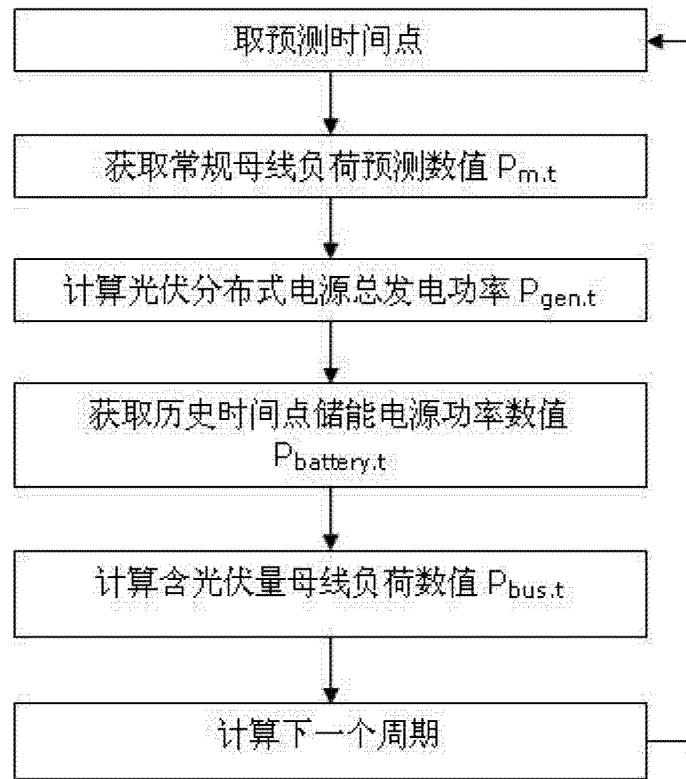 取预测时间点
获取常规母线负荷预测数值 Pm.t
计算光伏分布式电源总发电功率 Pgen.t
获取历史时间点储能电源功率数值
Pbattery.t
计算含光伏量母线负荷数值 Pbus.t
计算下一个周期